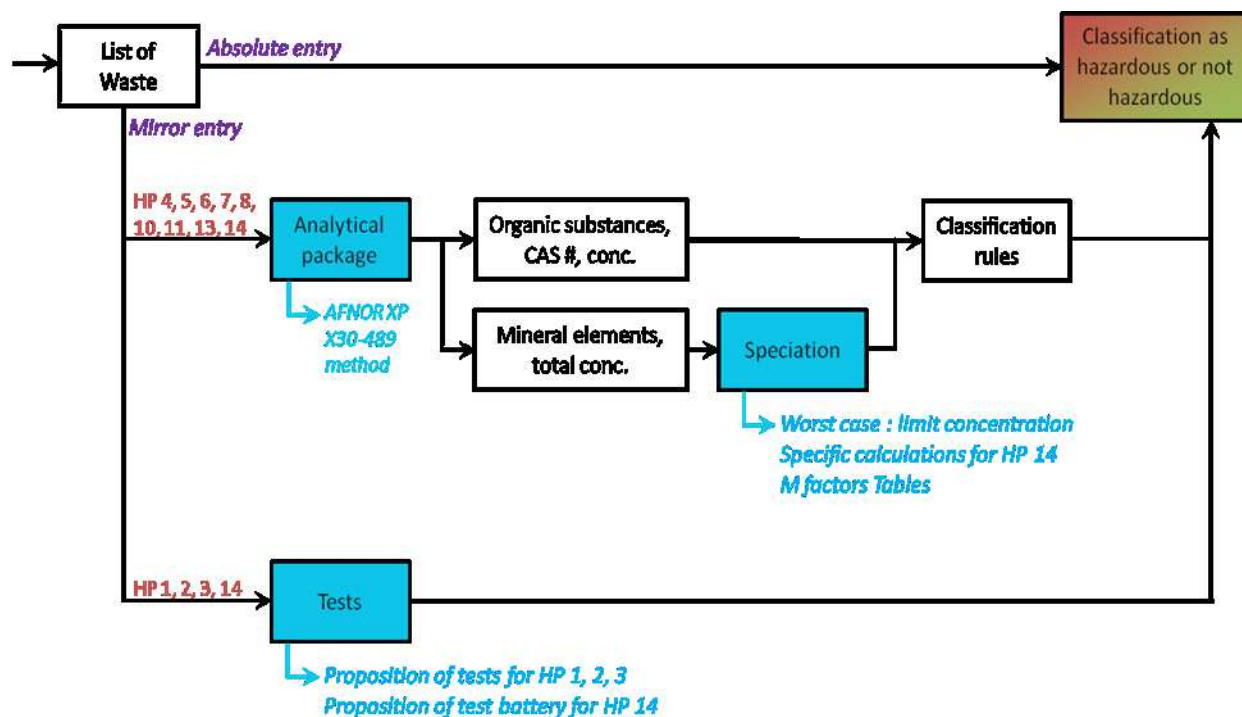 List of
Waste
Absolute entry
Classification as
hazardous or not
hazardous
Mirror entry
HP 4, 5, 6, 7, 8,
10, 11, 13, 14
Analytical
package
Organic substances,
CAS #, conc.
Classification
rules
AFNOR XP
X30-489
method
Mineral elements,
total conc.
Speciation
Worst case : limit concentration
Specific calculations for HP 14
M factors Tables
HP 1, 2, 3, 14
Tests
Proposition of tests for HP 1, 2, 3
Proposition of test battery for HP 14